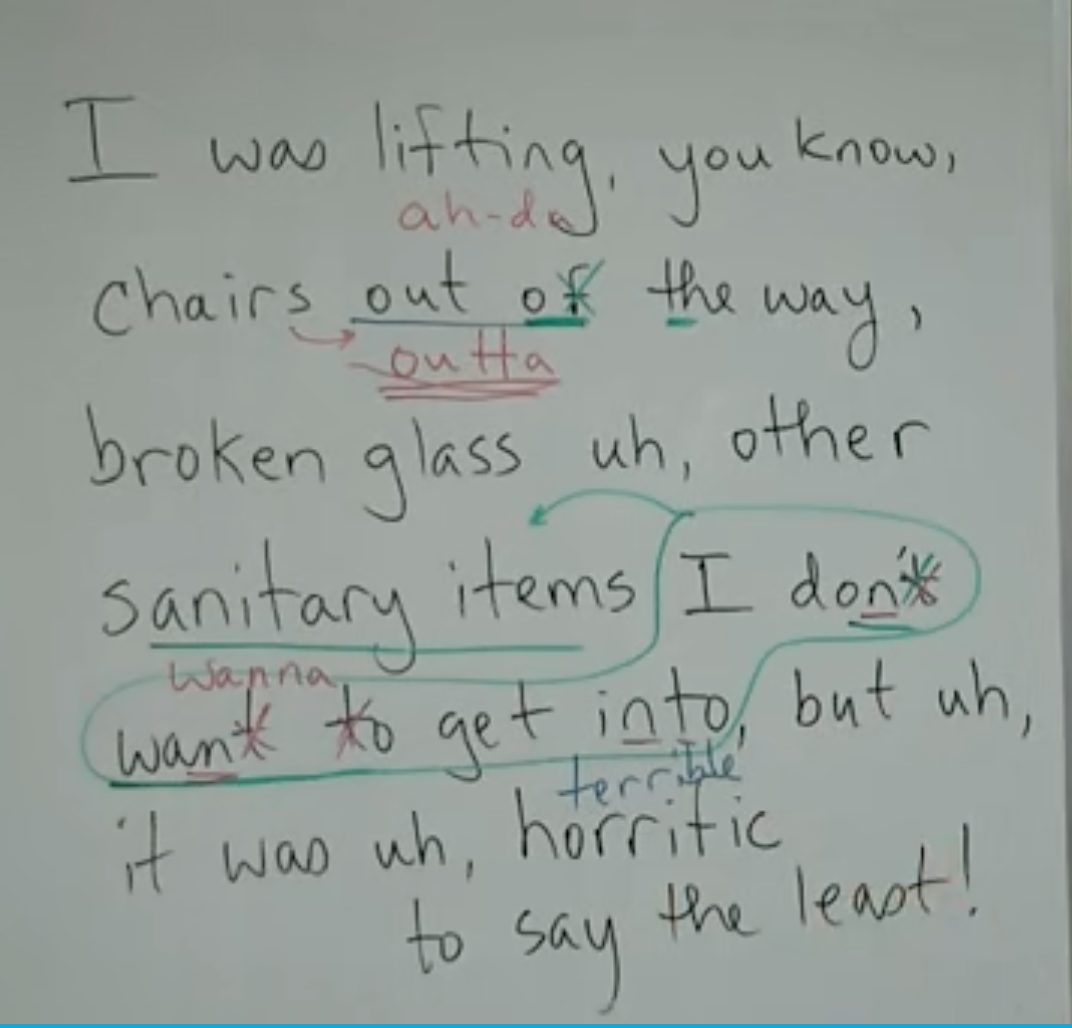 I was lifting, you know,
ah-da
chairs out of the way,
outta
broken glass uh, other
sanitary items I don't
wanna
want to get into, but uh,
terrible
it was uh, horrific
to say the least!